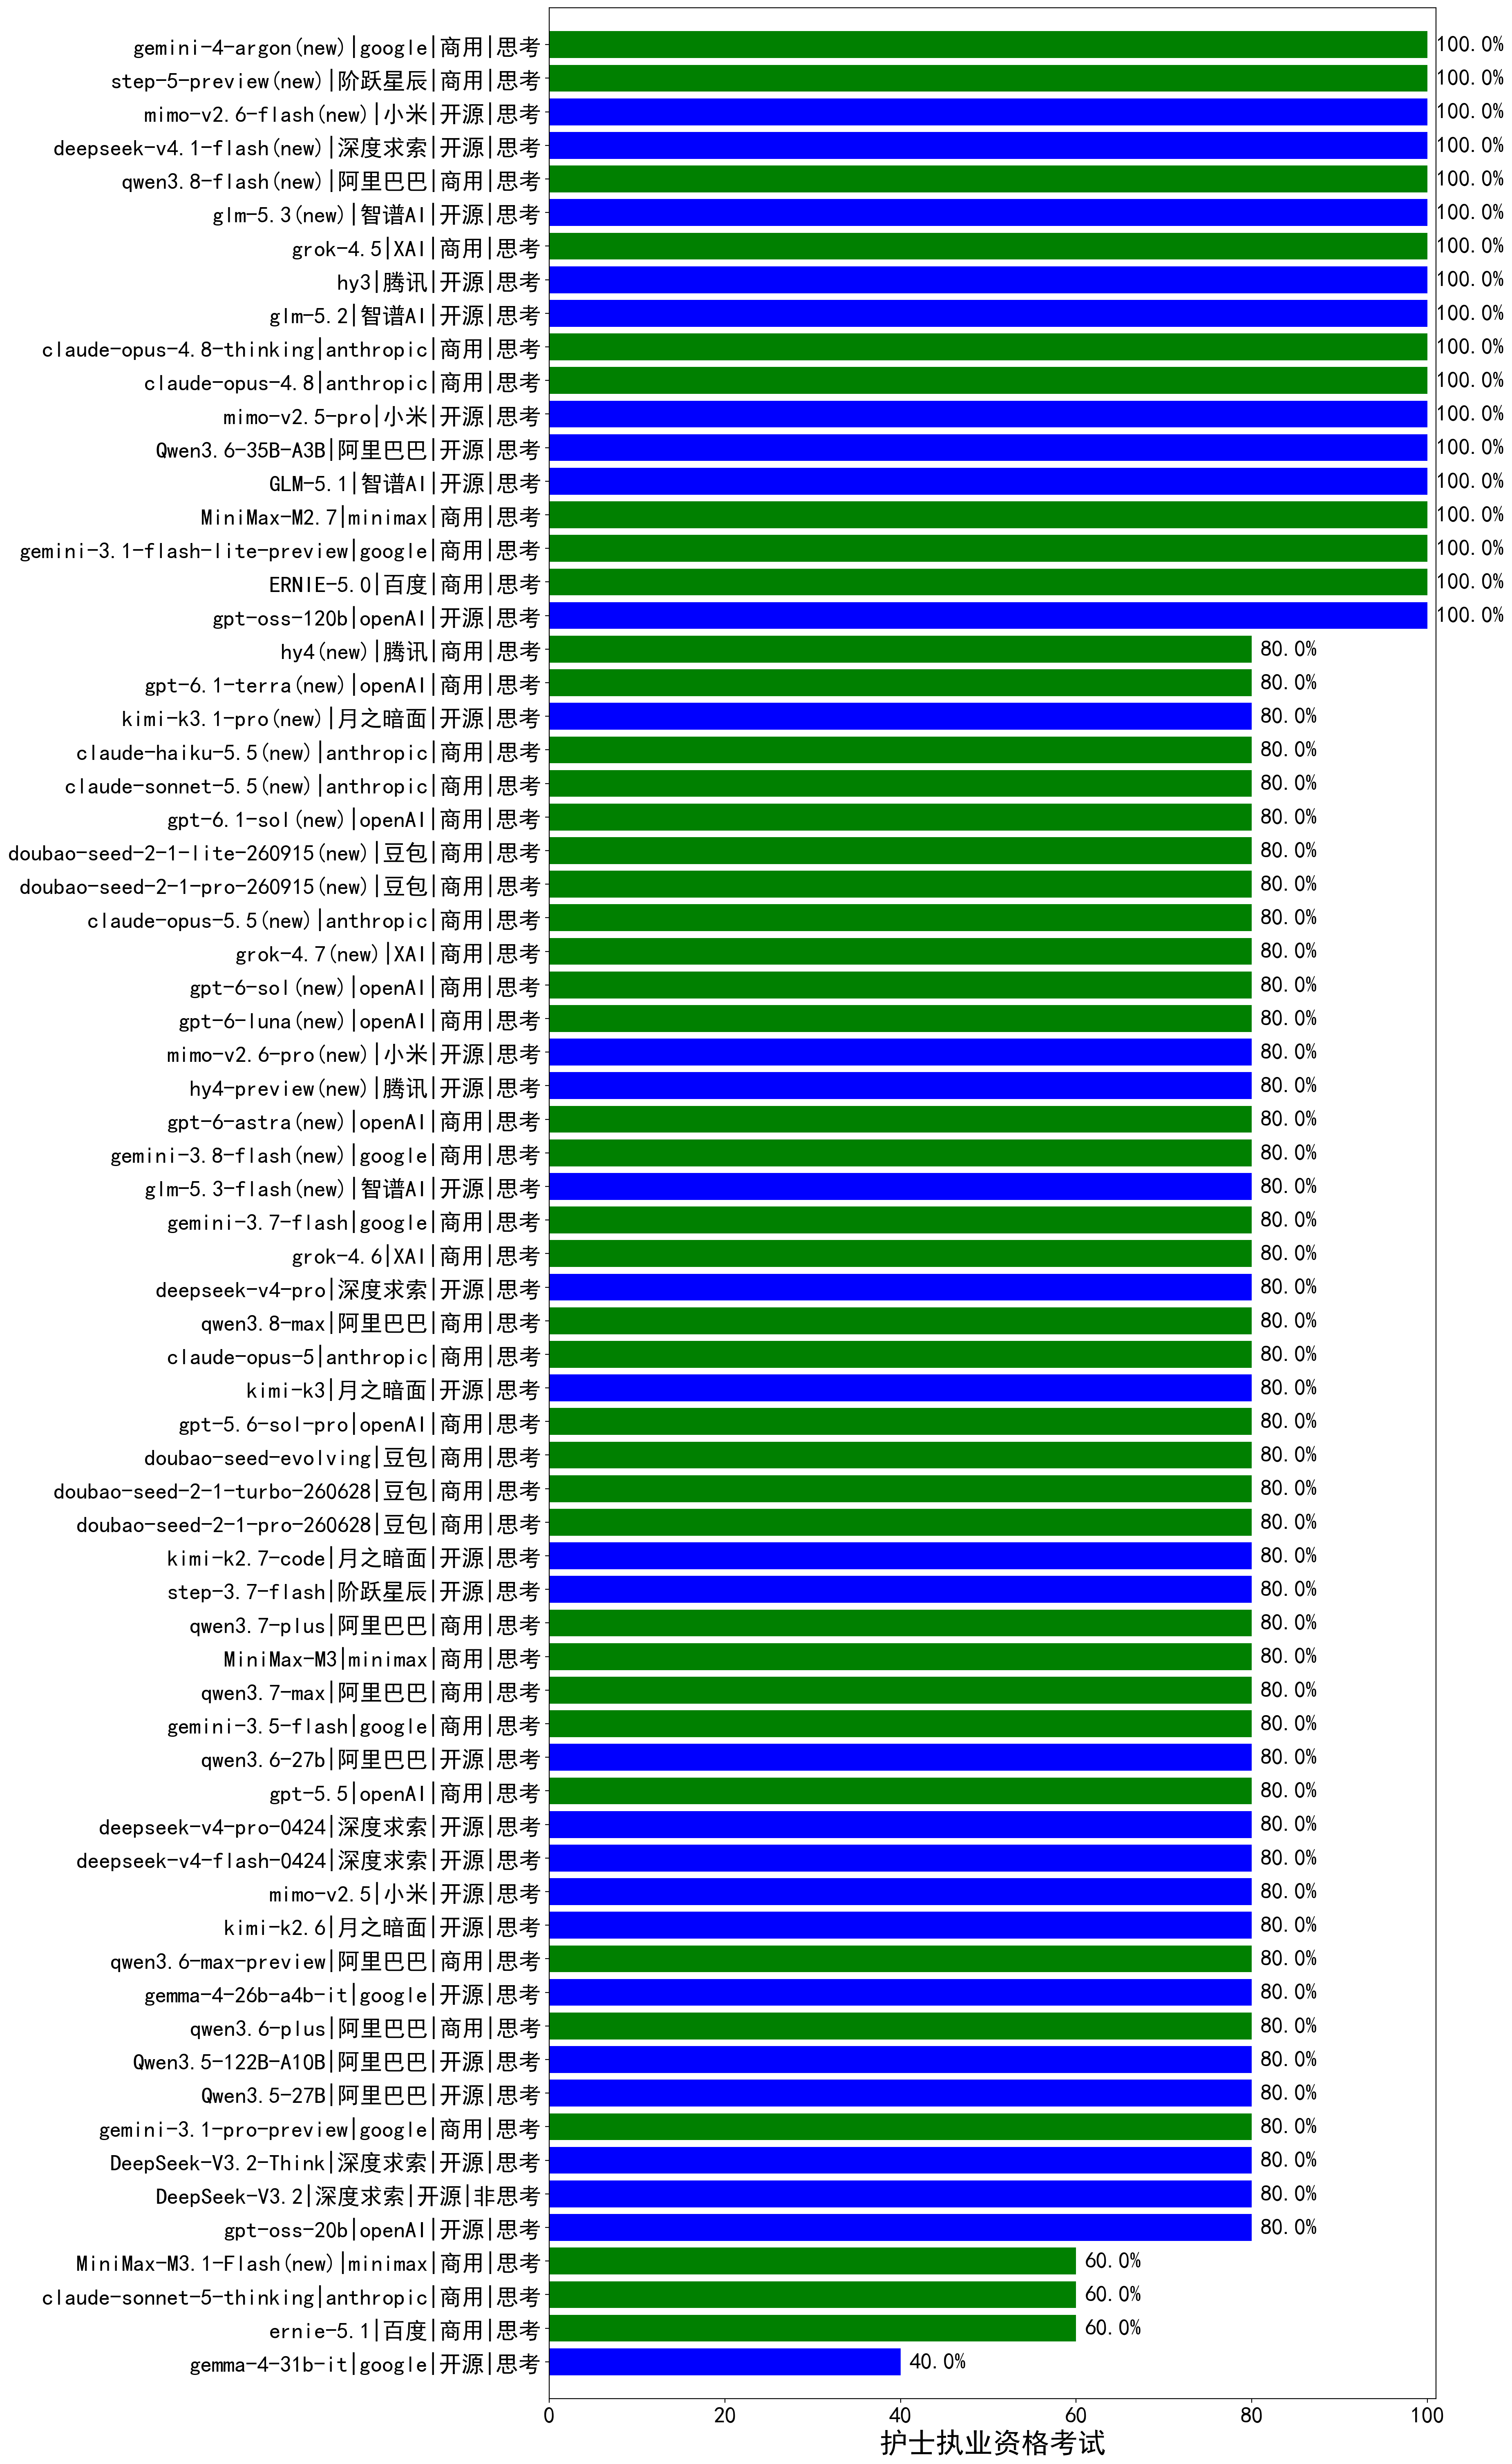 gemini-4-argon(new)|google|商用|思考 100.0%
step-5-preview(new)|阶跃星辰|商用|思考 100.0%
mimo-v2.6-flash(new)|小米|开源|思考 100.0%
deepseek-v4.1-flash(new)|深度求索|开源|思考 100.0%
qwen3.8-flash(new)|阿里巴巴|商用|思考 100.0%
glm-5.3(new)|智谱AI|开源|思考 100.0%
grok-4.5|XAI|商用|思考 100.0%
hy3|腾讯|开源|思考 100.0%
glm-5.2|智谱AI|开源|思考 100.0%
claude-opus-4.8-thinking|anthropic|商用|思考 100.0%
claude-opus-4.8|anthropic|商用|思考 100.0%
mimo-v2.5-pro|小米|开源|思考 100.0%
Qwen3.6-35B-A3B|阿里巴巴|开源|思考 100.0%
GLM-5.1|智谱AI|开源|思考 100.0%
MiniMax-M2.7|minimax|商用|思考 100.0%
gemini-3.1-flash-lite-preview|google|商用|思考 100.0%
ERNIE-5.0|百度|商用|思考 100.0%
gpt-oss-120b|openAI|开源|思考 100.0%
hy4(new)|腾讯|商用|思考 80.0%
gpt-6.1-terra(new)|openAI|商用|思考 80.0%
kimi-k3.1-pro(new)|月之暗面|开源|思考 80.0%
claude-haiku-5.5(new)|anthropic|商用|思考 80.0%
claude-sonnet-5.5(new)|anthropic|商用|思考 80.0%
gpt-6.1-sol(new)|openAI|商用|思考 80.0%
doubao-seed-2-1-lite-260915(new)|豆包|商用|思考 80.0%
doubao-seed-2-1-pro-260915(new)|豆包|商用|思考 80.0%
claude-opus-5.5(new)|anthropic|商用|思考 80.0%
grok-4.7(new)|XAI|商用|思考 80.0%
gpt-6-sol(new)|openAI|商用|思考 80.0%
gpt-6-luna(new)|openAI|商用|思考 80.0%
mimo-v2.6-pro(new)|小米|开源|思考 80.0%
hy4-preview(new)|腾讯|开源|思考 80.0%
gpt-6-astra(new)|openAI|商用|思考 80.0%
gemini-3.8-flash(new)|google|商用|思考 80.0%
glm-5.3-flash(new)|智谱AI|开源|思考 80.0%
gemini-3.7-flash|google|商用|思考 80.0%
grok-4.6|XAI|商用|思考 80.0%
deepseek-v4-pro|深度求索|开源|思考 80.0%
qwen3.8-max|阿里巴巴|商用|思考 80.0%
claude-opus-5|anthropic|商用|思考 80.0%
kimi-k3|月之暗面|开源|思考 80.0%
gpt-5.6-sol-pro|openAI|商用|思考 80.0%
doubao-seed-evolving|豆包|商用|思考 80.0%
doubao-seed-2-1-turbo-260628|豆包|商用|思考 80.0%
doubao-seed-2-1-pro-260628|豆包|商用|思考 80.0%
kimi-k2.7-code|月之暗面|开源|思考 80.0%
step-3.7-flash|阶跃星辰|开源|思考 80.0%
qwen3.7-plus|阿里巴巴|商用|思考 80.0%
MiniMax-M3|minimax|商用|思考 80.0%
qwen3.7-max|阿里巴巴|商用|思考 80.0%
gemini-3.5-flash|google|商用|思考 80.0%
qwen3.6-27b|阿里巴巴|开源|思考 80.0%
gpt-5.5|openAI|商用|思考 80.0%
deepseek-v4-pro-0424|深度求索|开源|思考 80.0%
deepseek-v4-flash-0424|深度求索|开源|思考 80.0%
mimo-v2.5|小米|开源|思考 80.0%
kimi-k2.6|月之暗面|开源|思考 80.0%
qwen3.6-max-preview|阿里巴巴|商用|思考 80.0%
gemma-4-26b-a4b-it|google|开源|思考 80.0%
qwen3.6-plus|阿里巴巴|商用|思考 80.0%
Qwen3.5-122B-A10B|阿里巴巴|开源|思考 80.0%
Qwen3.5-27B|阿里巴巴|开源|思考 80.0%
gemini-3.1-pro-preview|google|商用|思考 80.0%
DeepSeek-V3.2-Think|深度求索|开源|思考 80.0%
DeepSeek-V3.2|深度求索|开源|非思考 80.0%
gpt-oss-20b|openAI|开源|思考 80.0%
MiniMax-M3.1-Flash(new)|minimax|商用|思考 60.0%
claude-sonnet-5-thinking|anthropic|商用|思考 60.0%
ernie-5.1|百度|商用|思考 60.0%
gemma-4-31b-it|google|开源|思考 40.0%
0 20 40 60 80 100
护士执业资格考试